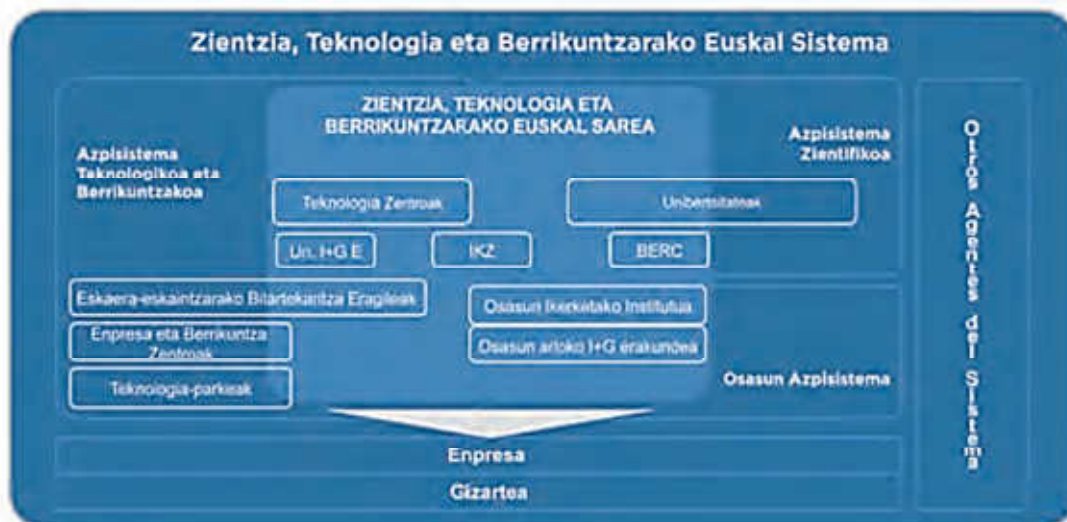 Zientzia, Teknologia eta Berrikuntzarako Euskal Sistema
ZIENTZIA, TEKNOLOGIA ETA
BERRIKUNTZARAKO EUSKAL SAREA
Azpisistema
Teknologikoa eta
Berrikuntzakoa
Azpisistema
Zientifikoa
Teknologia Zentroak
Unibertsitateak
Un. I+G E
IKZ
BERC
Eskaera-eskaintzarako Bitartekaritza Eragileak
Osasun Ikerketako Institutua
Enpresa eta Berrikuntza
Zentroak
Osasun arloko I+G erakundea
Teknologia-parkeak
Osasun Azpisistema
Enpresa
Gizartea
Otros Agentes del Sistema